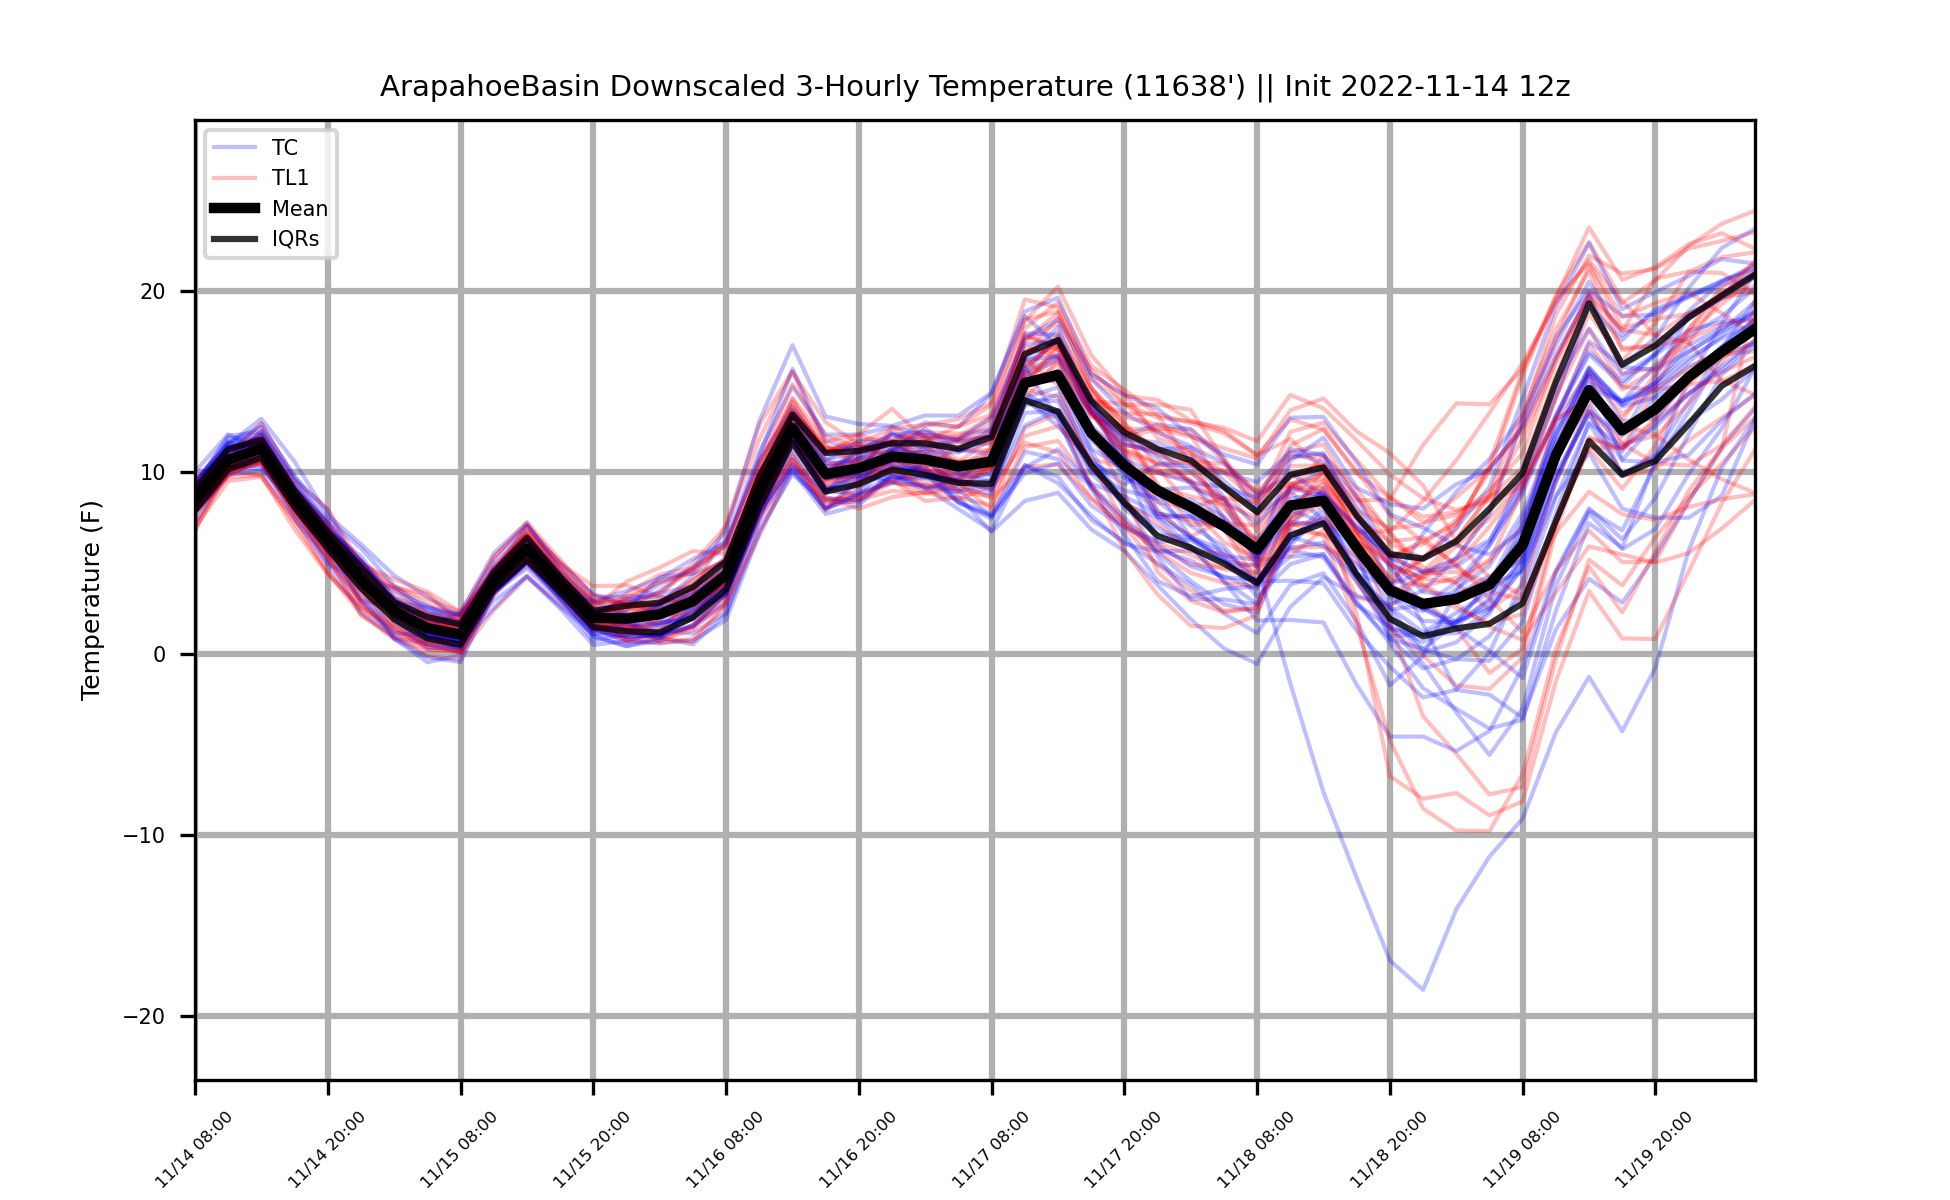 ArapahoeBasin Downscaled 3-Hourly Temperature (11638') || Init 2022-11-14 12z
TC
TL1
Mean
IQRs
Temperature (F)
20
10
0
−10
−20
11/14 08:00
11/14 20:00
11/15 08:00
11/15 20:00
11/16 08:00
11/16 20:00
11/17 08:00
11/17 20:00
11/18 08:00
11/18 20:00
11/19 08:00
11/19 20:00